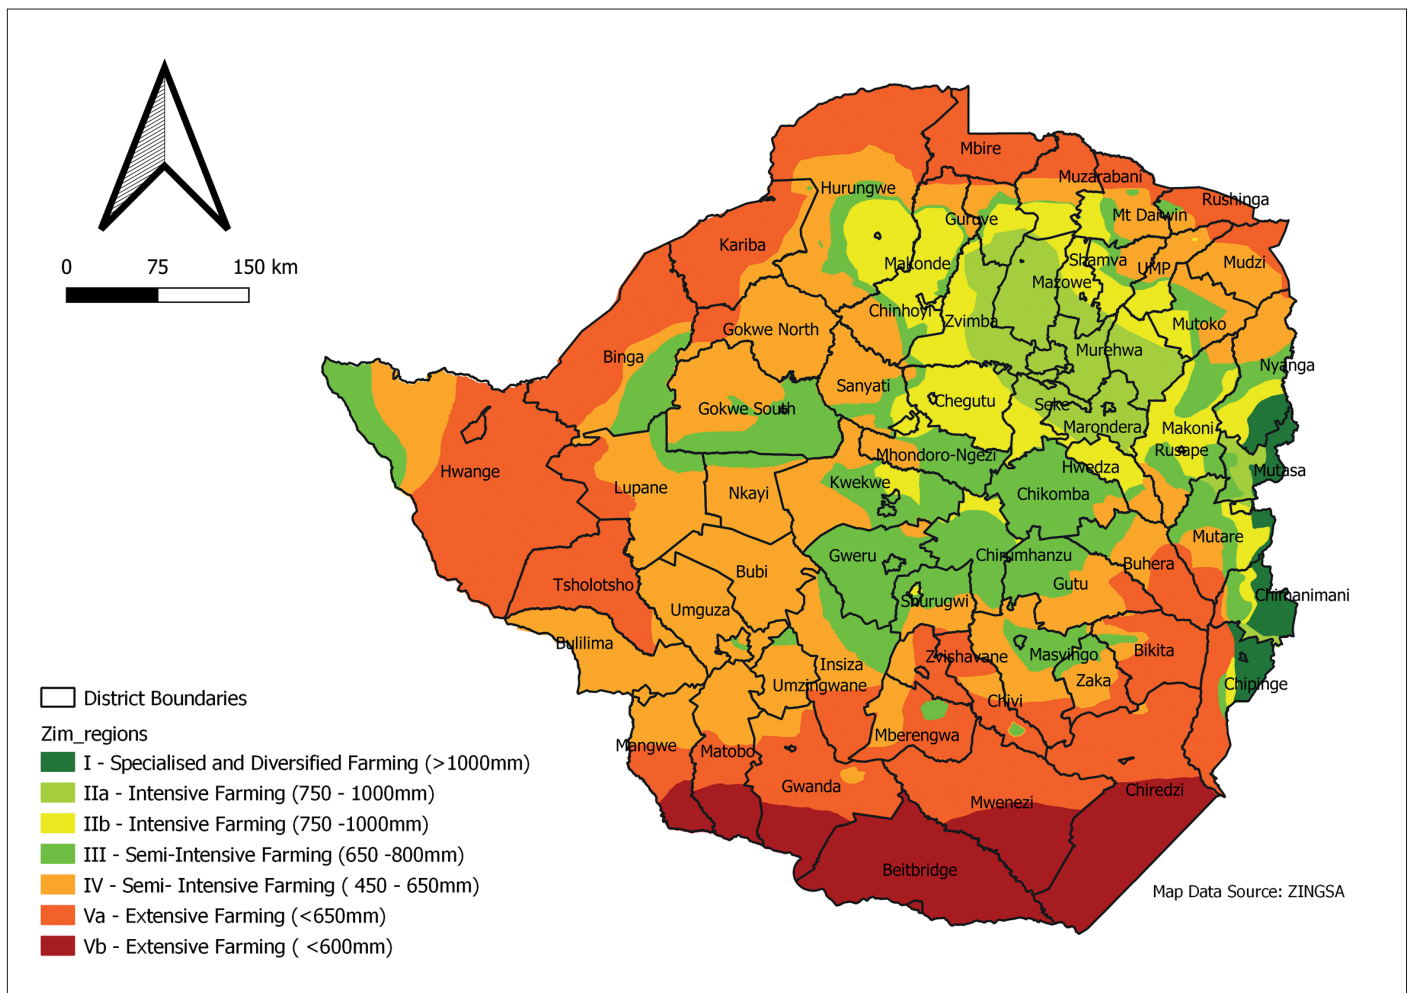 0 75 150 km
Mbire
Muzarabani
Hurungwe
Rushinga
Guruve
Mt Darwin
Kariba
Makonde
Shamva
UMP
Mudzi
Mazowe
Chinhoyi
Zvimba
Mutoko
Gokwe North
Murehwa
Binga
Nyanga
Sanyati
Gokwe South
Chegutu
Seke
Marondera
Makoni
Mhondoro-Ngezi
Rusape
Hwange
Hwedza
Mutasa
Lupane
Nkayi
Kwekwe
Chikomba
Mutare
Gweru
Chirumhanzu
Buhera
Tsholotsho
Bubi
Gutu
Chimanimani
Umguza
Shurugwi
Bulilima
Zvishavane
Masvingo
Bikita
Insiza
Zaka
Umzingwane
Chipinge
Chivi
Mberengwa
Mangwe
Matobo
Gwanda
Mwenezi
Chiredzi
Beitbridge
District Boundaries
Zim_regions
I - Specialised and Diversified Farming (>1000mm)
IIa - Intensive Farming (750 - 1000mm)
IIb - Intensive Farming (750 -1000mm)
III - Semi-Intensive Farming (650 -800mm)
IV - Semi- Intensive Farming ( 450 - 650mm)
Va - Extensive Farming (<650mm)
Vb - Extensive Farming ( <600mm)
Map Data Source: ZINGSA